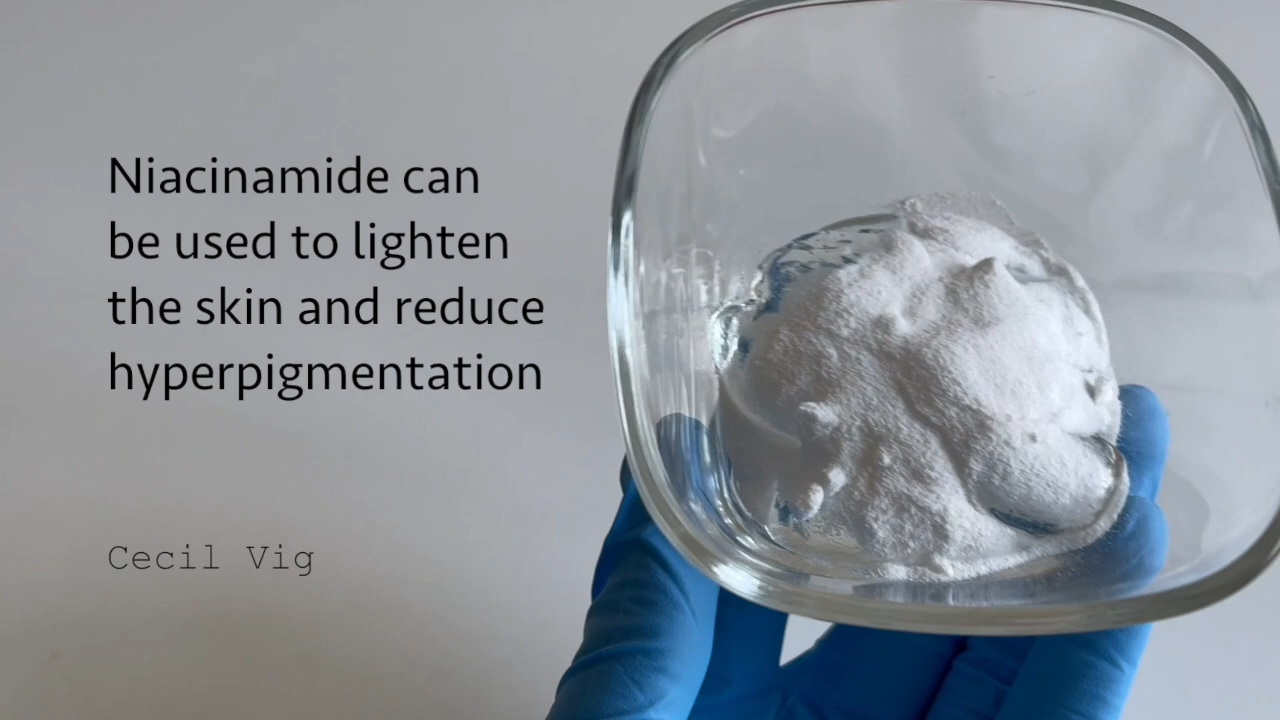 Niacinamide can
be used to lighten
the skin and reduce
hyperpigmentation
Cecil Vig